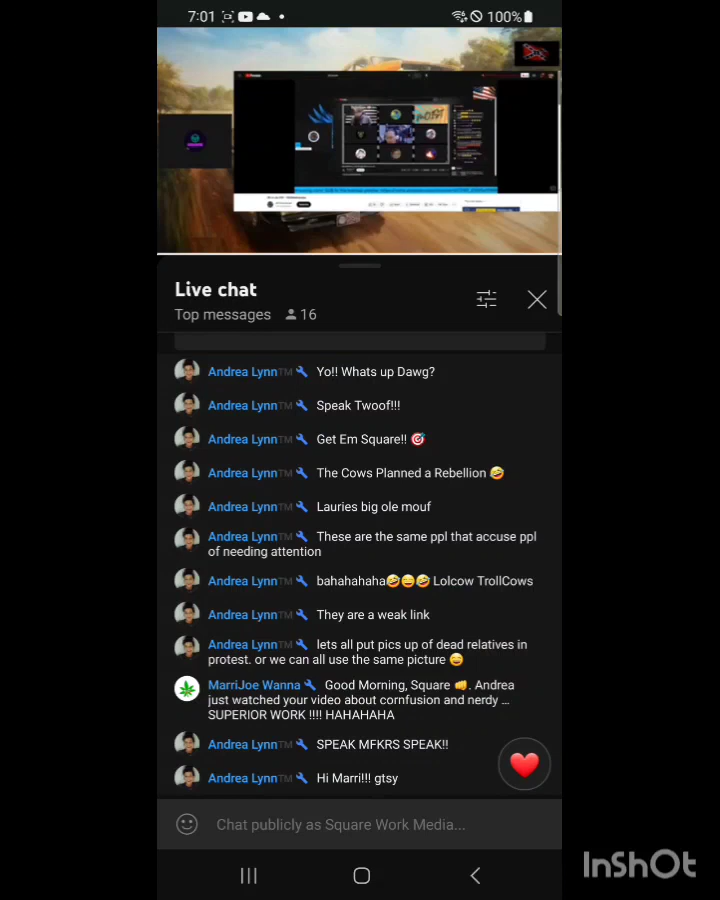 7:01
100%
Live chat
Top messages 16
Andrea Lynn™ Yo!! Whats up Dawg?
Andrea Lynn™ Speak Twoof!!!
Andrea Lynn™ Get Em Square!! 🎯
Andrea Lynn™ The Cows Planned a Rebellion 🤣
Andrea Lynn™ Lauries big ole mouf
Andrea Lynn™ These are the same ppl that accuse ppl
of needing attention
Andrea Lynn™ bahahahaha🤣😄🤣 Lolcow TrollCows
Andrea Lynn™ They are a weak link
Andrea Lynn™ lets all put pics up of dead relatives in
protest. or we can all use the same picture 😄
MarriJoe Wanna Good Morning, Square 👊. Andrea
just watched your video about cornfusion and nerdy ...
SUPERIOR WORK !!!! HAHAHAHA
Andrea Lynn™ SPEAK MFKRS SPEAK!!
Andrea Lynn™ Hi Marri!!! gtsy
Chat publicly as Square Work Media...
InShOt